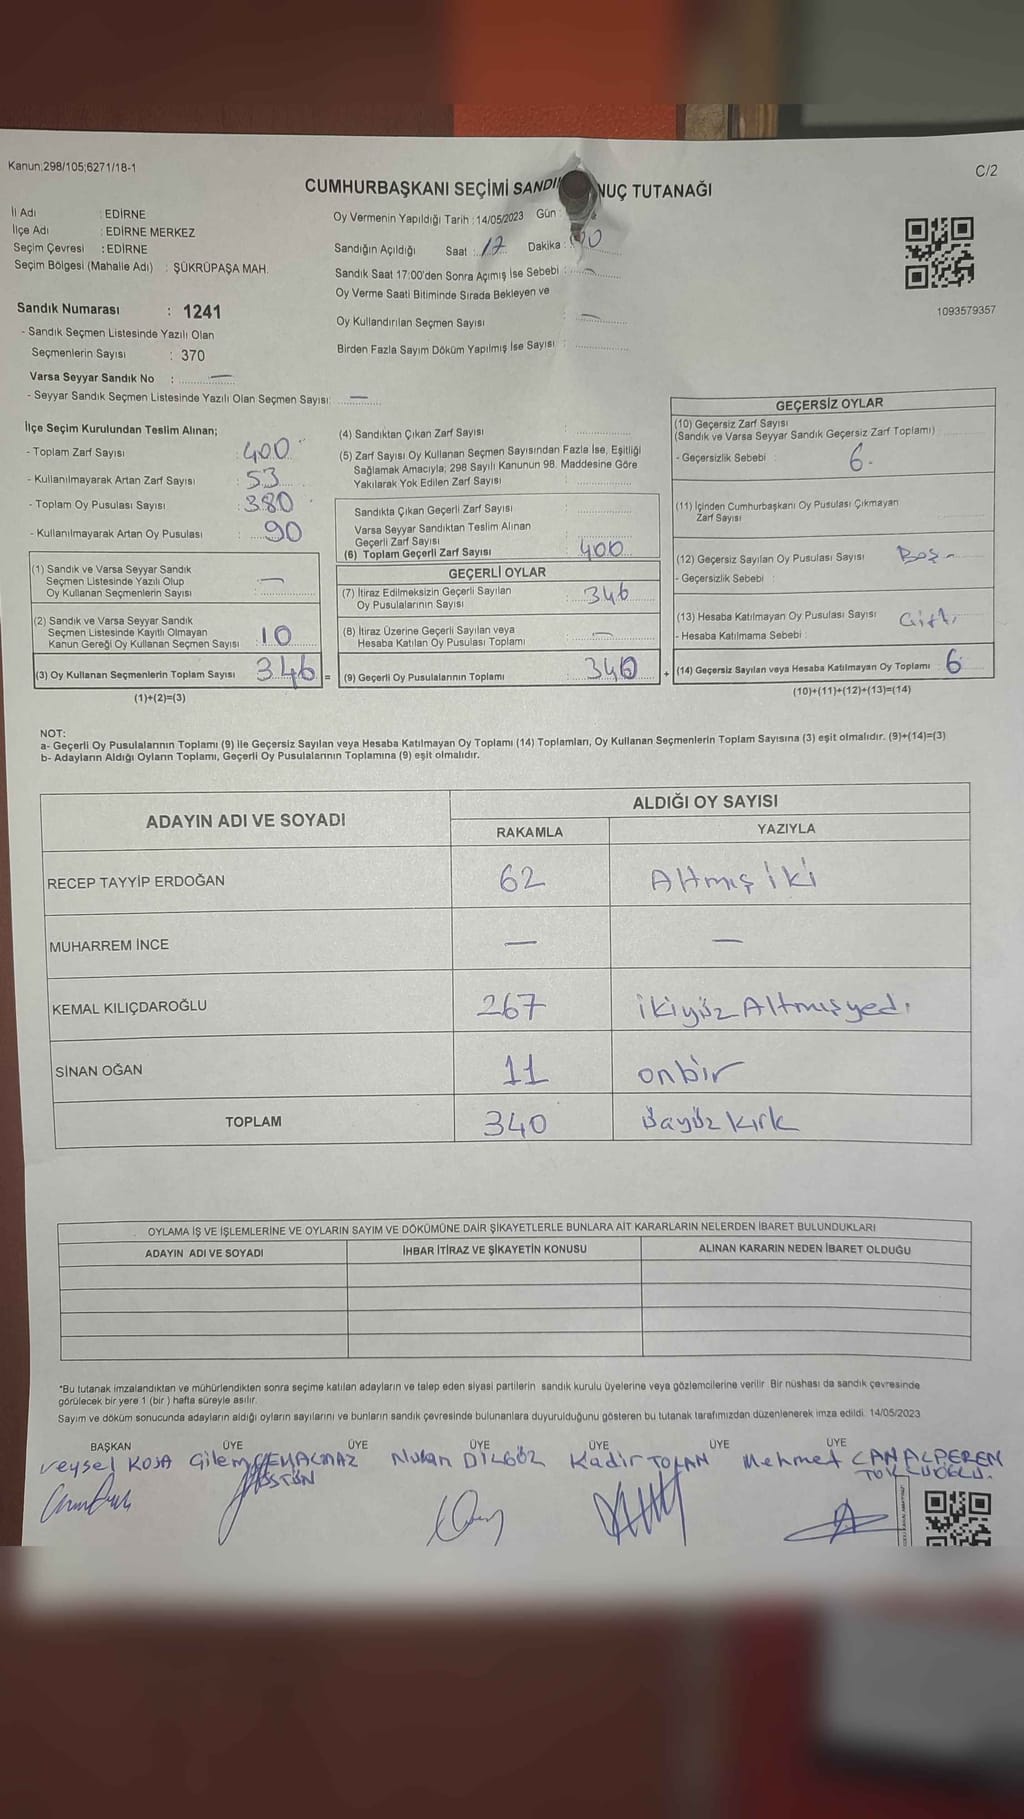 Kanun;298/105;6271/18-1
C/2
CUMHURBAŞKANI SEÇİMİ SANDI NUÇ TUTANAĞI
İl Adı : EDİRNE
İlçe Adı : EDİRNE MERKEZ
Seçim Çevresi : EDİRNE
Seçim Bölgesi (Mahalle Adı) : ŞÜKRÜPAŞA MAH.
Oy Vermenin Yapıldığı Tarih : 14/05/2023 Gün :
Sandığın Açıldığı Saat : 17 Dakika :
Sandık Saat 17:00'den Sonra Açımış İse Sebebi : —
Oy Verme Saati Bitiminde Sırada Bekleyen ve
Oy Kullandırılan Seçmen Sayısı : —
Birden Fazla Sayım Döküm Yapılmış İse Sayısı :
1093579357
Sandık Numarası : 1241
- Sandık Seçmen Listesinde Yazılı Olan
Seçmenlerin Sayısı : 370
Varsa Seyyar Sandık No : —
- Seyyar Sandık Seçmen Listesinde Yazılı Olan Seçmen Sayısı: —
İlçe Seçim Kurulundan Teslim Alınan;
- Toplam Zarf Sayısı : 400
- Kullanılmayarak Artan Zarf Sayısı : 53
- Toplam Oy Pusulası Sayısı : 380
- Kullanılmayarak Artan Oy Pusulası : 90
(1) Sandık ve Varsa Seyyar Sandık
Seçmen Listesinde Yazılı Olup
Oy Kullanan Seçmenlerin Sayısı : —
(2) Sandık ve Varsa Seyyar Sandık
Seçmen Listesinde Kayıtlı Olmayan
Kanun Gereği Oy Kullanan Seçmen Sayısı : 10
(3) Oy Kullanan Seçmenlerin Toplam Sayısı 346 =
(1)+(2)=(3)
(4) Sandıktan Çıkan Zarf Sayısı :
(5) Zarf Sayısı Oy Kullanan Seçmen Sayısından Fazla İse, Eşitliği
Sağlamak Amacıyla; 298 Sayılı Kanunun 98. Maddesine Göre
Yakılarak Yok Edilen Zarf Sayısı :
Sandıkta Çıkan Geçerli Zarf Sayısı :
Varsa Seyyar Sandıktan Teslim Alınan
Geçerli Zarf Sayısı :
(6) Toplam Geçerli Zarf Sayısı : 400
GEÇERLİ OYLAR
(7) İtiraz Edilmeksizin Geçerli Sayılan
Oy Pusulalarının Sayısı : 346
(8) İtiraz Üzerine Geçerli Sayılan veya
Hesaba Katılan Oy Pusulası Toplamı : —
(9) Geçerli Oy Pusulalarının Toplamı : 340 +
GEÇERSİZ OYLAR
(10) Geçersiz Zarf Sayısı
(Sandık ve Varsa Seyyar Sandık Geçersiz Zarf Toplamı)
- Geçersizlik Sebebi : 6.
(11) İçinden Cumhurbaşkanı Oy Pusulası Çıkmayan
Zarf Sayısı
(12) Geçersiz Sayılan Oy Pusulası Sayısı Boş
- Geçersizlik Sebebi :
(13) Hesaba Katılmayan Oy Pusulası Sayısı
- Hesaba Katılmama Sebebi :
(14) Geçersiz Sayılan veya Hesaba Katılmayan Oy Toplamı 6
(10)+(11)+(12)+(13)=(14)
NOT:
a- Geçerli Oy Pusulalarının Toplamı (9) ile Geçersiz Sayılan veya Hesaba Katılmayan Oy Toplamı (14) Toplamları, Oy Kullanan Seçmenlerin Toplam Sayısına (3) eşit olmalıdır. (9)+(14)=(3)
b- Adayların Aldığı Oyların Toplamı, Geçerli Oy Pusulalarının Toplamına (9) eşit olmalıdır.
ADAYIN ADI VE SOYADI ALDIĞI OY SAYISI
RAKAMLA YAZIYLA
RECEP TAYYİP ERDOĞAN 62 Altmış iki
MUHARREM İNCE — —
KEMAL KILIÇDAROĞLU 267 ikiyüz Altmışyedi
SİNAN OĞAN 11 onbir
TOPLAM 340 üçyüz kırk
OYLAMA İŞ VE İŞLEMLERİNE VE OYLARIN SAYIM VE DÖKÜMÜNE DAİR ŞİKAYETLERLE BUNLARA AİT KARARLARIN NELERDEN İBARET BULUNDUKLARI
ADAYIN ADI VE SOYADI İHBAR İTİRAZ VE ŞİKAYETİN KONUSU ALINAN KARARIN NEDEN İBARET OLDUĞU
*Bu tutanak imzalandıktan ve mühürlendikten sonra seçime katılan adayların ve talep eden siyasi partilerin sandık kurulu üyelerine veya gözlemcilerine verilir. Bir nüshası da sandık çevresinde
görülecek bir yere 1 (bir) hafta süreyle asılır.
Sayım ve döküm sonucunda adayların aldığı oyların sayılarını ve bunların sandık çevresinde bulunanlara duyurulduğunu gösteren bu tutanak tarafımızdan düzenlenerek imza edildi. 14/05/2023
BAŞKAN ÜYE ÜYE ÜYE ÜYE ÜYE ÜYE
Veysel KOJA Nukan DİLGÖZ Kadir TOLAN Mehmet CAN ALPEREN